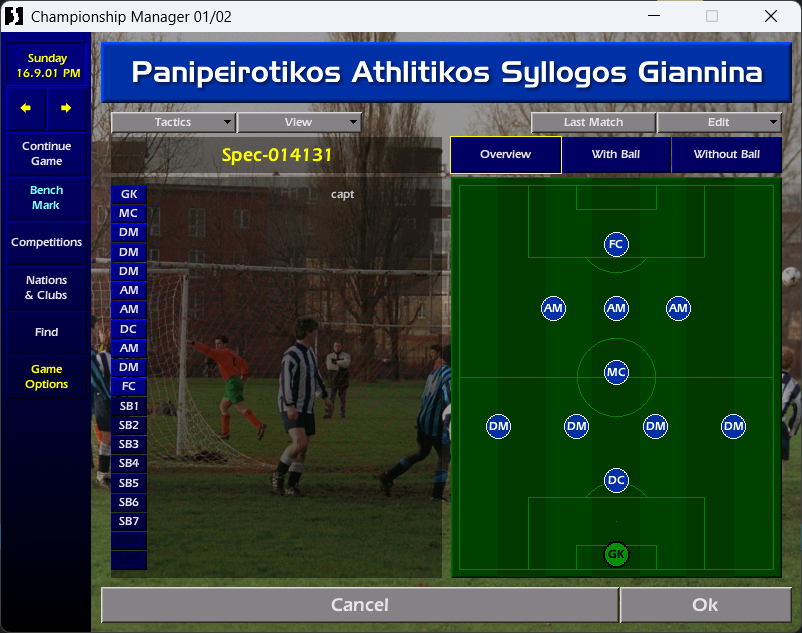 Championship Manager 01/02
Sunday
16.9.01 PM
Continue
Game
Bench
Mark
Competitions
Nations
& Clubs
Find
Game
Options
Panipeirotikos Athlitikos Syllogos Giannina
Tactics
View
Last Match
Edit
Spec-014131
Overview
With Ball
Without Ball
GK capt
MC
DM
DM
DM
AM
AM
DC
AM
DM
FC
SB1
SB2
SB3
SB4
SB5
SB6
SB7
FC
AM AM AM
MC
DM DM DM DM
DC
GK
Cancel
Ok